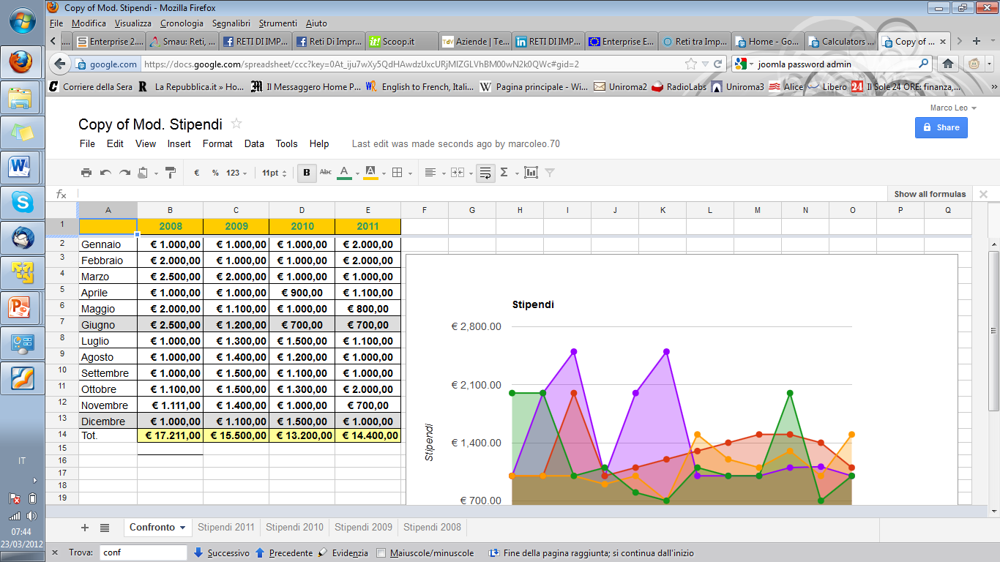 Copy of Mod. Stipendi - Mozilla Firefox
File Modifica Visualizza Cronologia Segnalibri Strumenti Aiuto
Enterprise 2.... Smau: Reti, ... RETI DI IMP... Reti Di Impr... Scoop.it Aziende | Te... RETI DI IMP... Enterprise E... Reti tra Imp... Home - Go... Calculators ... Copy of ...
google.com https://docs.google.com/spreadsheet/ccc?key=0At_iju7wXy5QdHAwdzUxcURjMlZGLVhBM00wN2k0QWc#gid=2 joomla password admin
Corriere della Sera La Repubblica.it » Ho... Il Messaggero Home P... English to French, Itali... Pagina principale - Wi... Uniroma2 RadioLabs Uniroma3 Alice Libero Il Sole 24 ORE: finanza,...
Marco Leo
Copy of Mod. Stipendi
Share
File Edit View Insert Format Data Tools Help Last edit was made seconds ago by marcoleo.70
€ % 123 11pt B Abc A A Σ
fx Show all formulas
A B C D E F G H I J K L M N O P Q
1 2008 2009 2010 2011
2 Gennaio € 1.000,00 € 1.000,00 € 1.000,00 € 2.000,00
3 Febbraio € 2.000,00 € 1.000,00 € 1.000,00 € 2.000,00
4 Marzo € 2.500,00 € 2.000,00 € 1.000,00 € 1.000,00
5 Aprile € 1.000,00 € 1.000,00 € 900,00 € 1.100,00
6 Maggio € 2.000,00 € 1.100,00 € 1.000,00 € 800,00
7 Giugno € 2.500,00 € 1.200,00 € 700,00 € 700,00
8 Luglio € 1.000,00 € 1.300,00 € 1.500,00 € 1.100,00
9 Agosto € 1.000,00 € 1.400,00 € 1.200,00 € 1.000,00
10 Settembre € 1.000,00 € 1.500,00 € 1.100,00 € 1.000,00
11 Ottobre € 1.100,00 € 1.500,00 € 1.300,00 € 2.000,00
12 Novembre € 1.111,00 € 1.400,00 € 1.000,00 € 700,00
13 Dicembre € 1.000,00 € 1.100,00 € 1.500,00 € 1.000,00
14 Tot. € 17.211,00 € 15.500,00 € 13.200,00 € 14.400,00
15
16
17
18
19
Stipendi
€ 2,800.00
€ 2,100.00
€ 1,400.00
€ 700.00
Stipendi
Confronto Stipendi 2011 Stipendi 2010 Stipendi 2009 Stipendi 2008
IT
07:44
23/03/2012
Trova: conf Successivo Precedente Evidenzia Maiuscole/minuscole Fine della pagina raggiunta; si continua dall'inizio